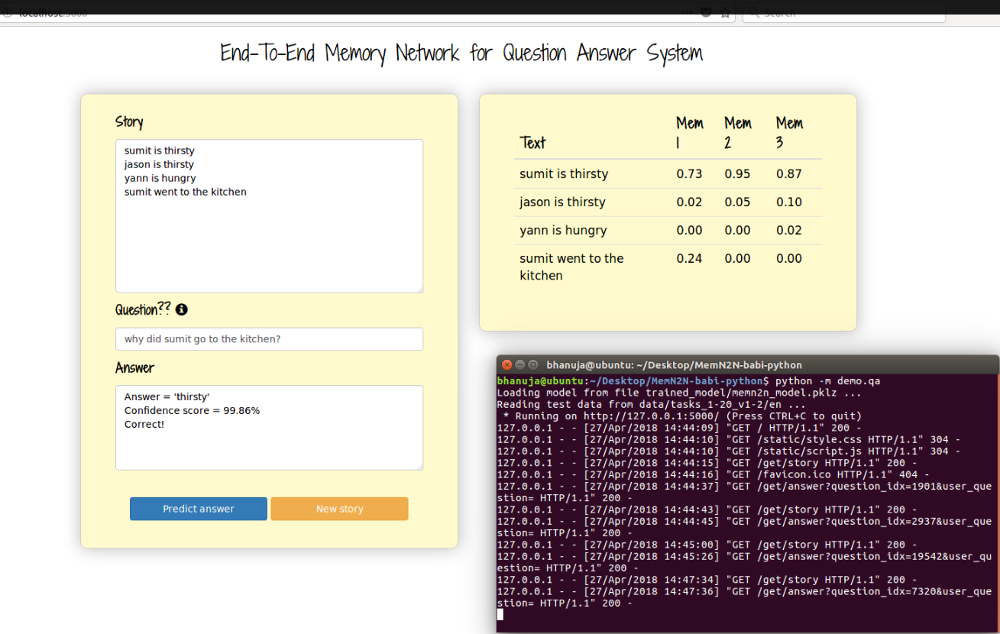 localhost:5000
Search
End-To-End Memory Network for Question Answer System
Story
sumit is thirsty
jason is thirsty
yann is hungry
sumit went to the kitchen
Question??
why did sumit go to the kitchen?
Answer
Answer = 'thirsty'
Confidence score = 99.86%
Correct!
Predict answer New story
Text Mem 1 Mem 2 Mem 3
sumit is thirsty 0.73 0.95 0.87
jason is thirsty 0.02 0.05 0.10
yann is hungry 0.00 0.00 0.02
sumit went to the kitchen 0.24 0.00 0.00
bhanuja@ubuntu: ~/Desktop/MemN2N-babi-python
bhanuja@ubuntu:~/Desktop/MemN2N-babi-python$ python -m demo.qa
Loading model from file trained_model/memn2n_model.pklz ...
Reading test data from data/tasks_1-20_v1-2/en ...
* Running on http://127.0.0.1:5000/ (Press CTRL+C to quit)
127.0.0.1 - - [27/Apr/2018 14:44:09] "GET / HTTP/1.1" 200 -
127.0.0.1 - - [27/Apr/2018 14:44:10] "GET /static/style.css HTTP/1.1" 304 -
127.0.0.1 - - [27/Apr/2018 14:44:10] "GET /static/script.js HTTP/1.1" 304 -
127.0.0.1 - - [27/Apr/2018 14:44:15] "GET /get/story HTTP/1.1" 200 -
127.0.0.1 - - [27/Apr/2018 14:44:16] "GET /favicon.ico HTTP/1.1" 404 -
127.0.0.1 - - [27/Apr/2018 14:44:37] "GET /get/answer?question_idx=1901&user_que
stion= HTTP/1.1" 200 -
127.0.0.1 - - [27/Apr/2018 14:44:43] "GET /get/story HTTP/1.1" 200 -
127.0.0.1 - - [27/Apr/2018 14:44:45] "GET /get/answer?question_idx=2937&user_que
stion= HTTP/1.1" 200 -
127.0.0.1 - - [27/Apr/2018 14:45:00] "GET /get/story HTTP/1.1" 200 -
127.0.0.1 - - [27/Apr/2018 14:45:26] "GET /get/answer?question_idx=19542&user_qu
estion= HTTP/1.1" 200 -
127.0.0.1 - - [27/Apr/2018 14:47:34] "GET /get/story HTTP/1.1" 200 -
127.0.0.1 - - [27/Apr/2018 14:47:36] "GET /get/answer?question_idx=7320&user_que
stion= HTTP/1.1" 200 -